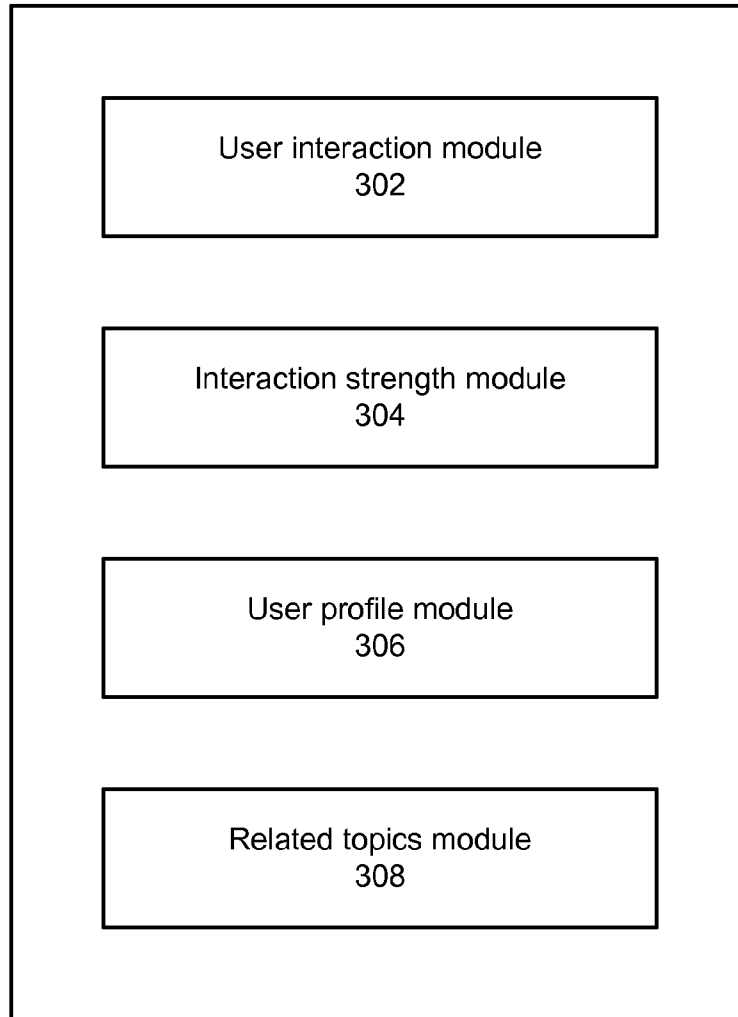 User interaction module
302
Interaction strength module
304
User profile module
306
Related topics module
308